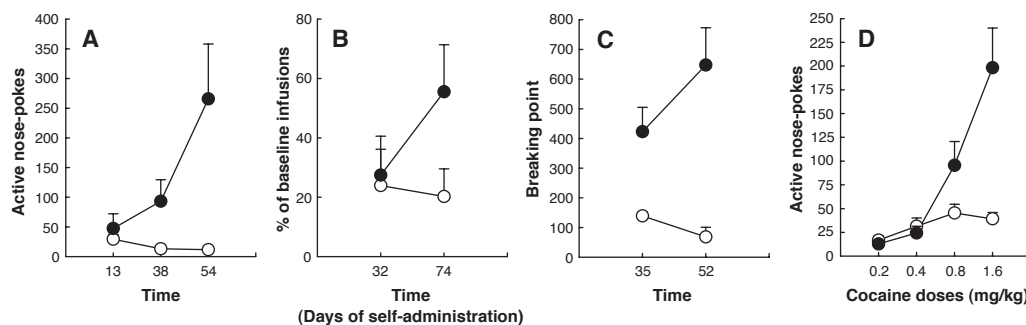 A
Active nose-pokes
400
350
300
250
200
150
100
50
0
13 38 54
Time
B
% of baseline infusions
80
60
40
20
0
32 74
Time
(Days of self-administration)
C
Breaking point
800
700
600
500
400
300
200
100
0
35 52
Time
D
Active nose-pokes
250
225
200
175
150
125
100
75
50
25
0
0.2 0.4 0.8 1.6
Cocaine doses (mg/kg)